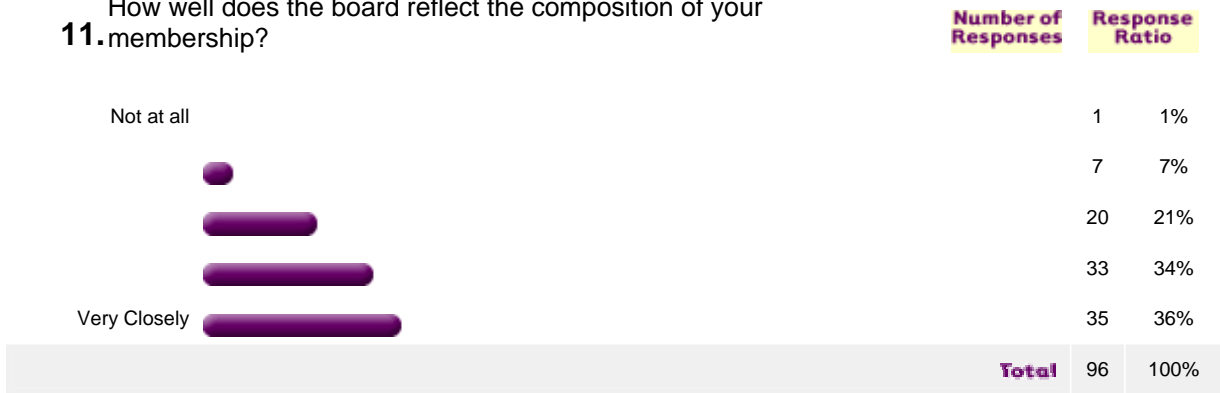 How well does the board reflect the composition of your
11. membership?
Number of Responses
Response Ratio
Not at all 1 1%
7 7%
20 21%
33 34%
Very Closely 35 36%
Total 96 100%